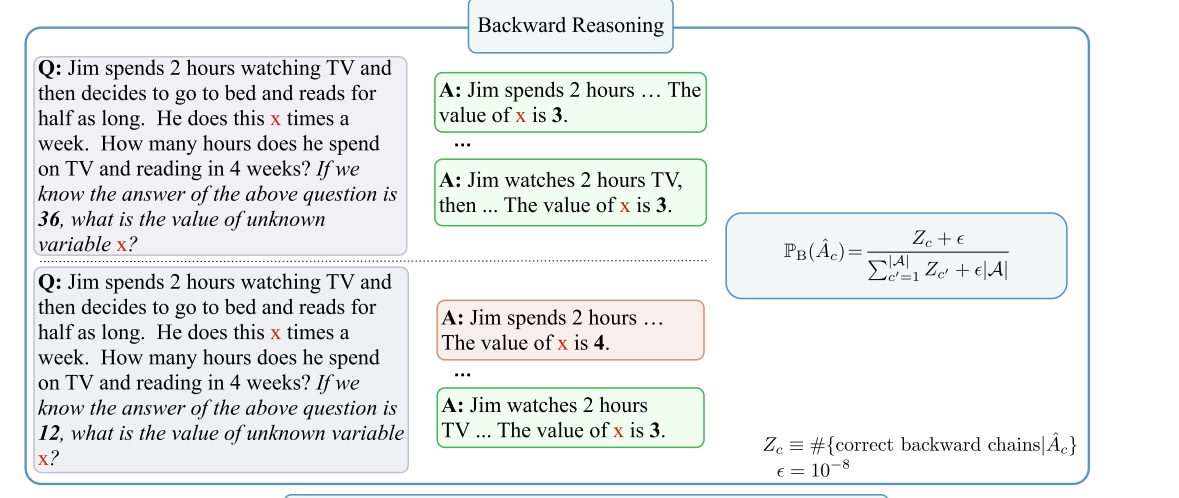 Backward Reasoning
Q: Jim spends 2 hours watching TV and
then decides to go to bed and reads for
half as long. He does this x times a
week. How many hours does he spend
on TV and reading in 4 weeks? If we
know the answer of the above question is
36, what is the value of unknown
variable x?
A: Jim spends 2 hours … The
value of x is 3.
...
A: Jim watches 2 hours TV,
then ... The value of x is 3.
Q: Jim spends 2 hours watching TV and
then decides to go to bed and reads for
half as long. He does this x times a
week. How many hours does he spend
on TV and reading in 4 weeks? If we
know the answer of the above question is
12, what is the value of unknown variable
x?
A: Jim spends 2 hours …
The value of x is 4.
...
A: Jim watches 2 hours
TV ... The value of x is 3.
$\mathbb{P}_{\mathrm{B}}(\hat{A}_c) = \frac{Z_c + \epsilon}{\sum_{c'=1}^{|\mathcal{A}|} Z_{c'} + \epsilon|\mathcal{A}|}$
$Z_c \equiv \#\{\text{correct backward chains}|\hat{A}_c\}$
$\epsilon = 10^{-8}$